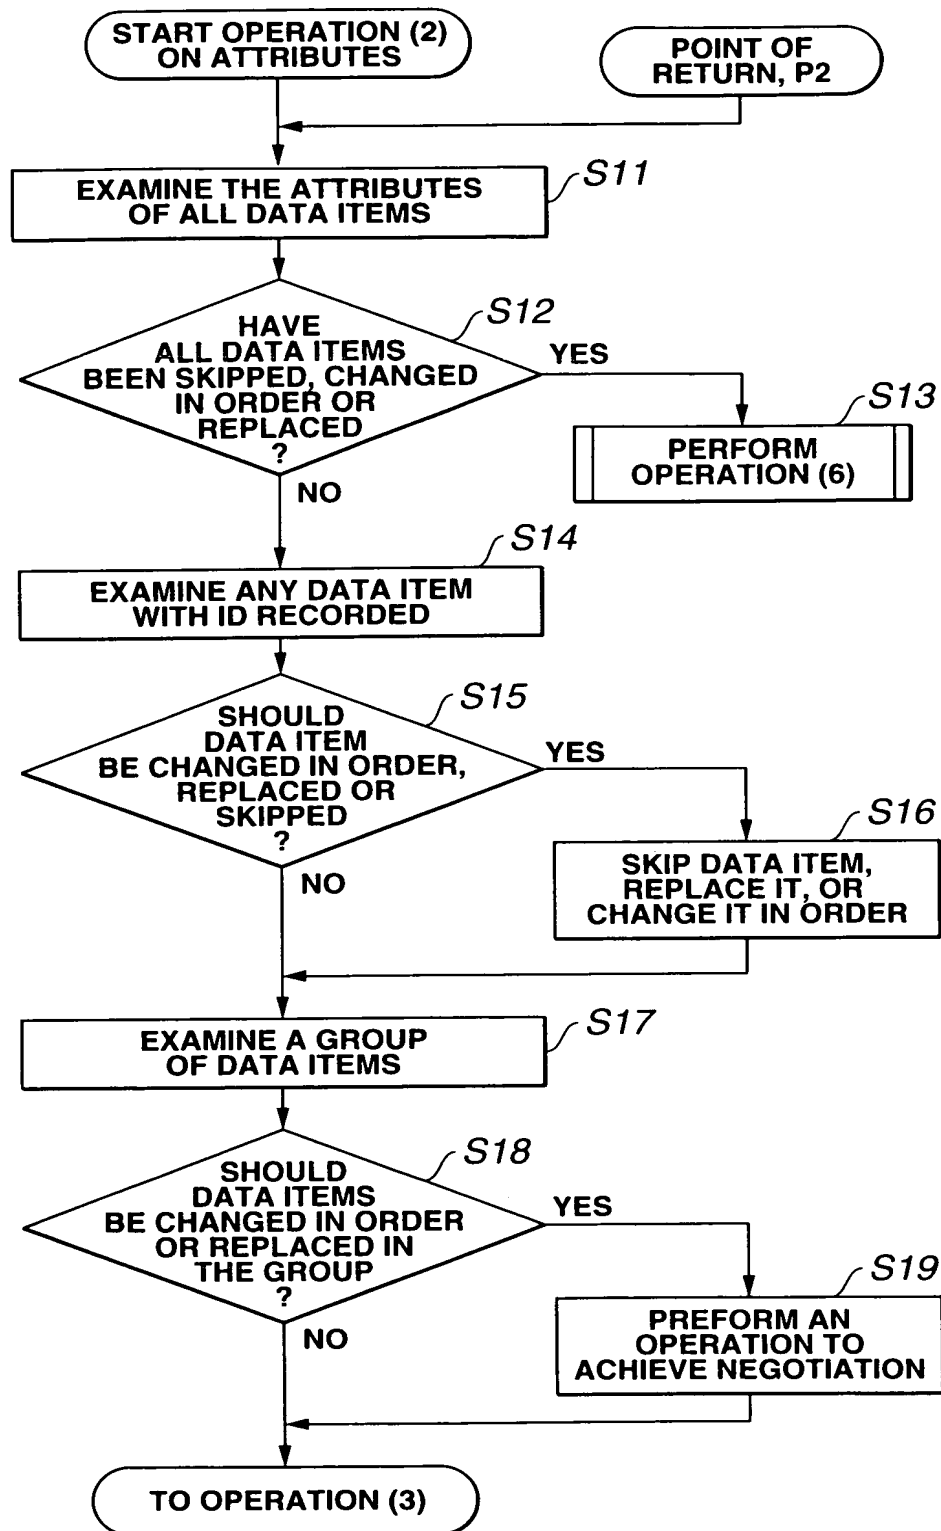 START OPERATION (2)
ON ATTRIBUTES
POINT OF
RETURN, P2
S11
EXAMINE THE ATTRIBUTES
OF ALL DATA ITEMS
S12
HAVE
ALL DATA ITEMS
BEEN SKIPPED, CHANGED
IN ORDER OR
REPLACED
?
YES
NO
S13
PERFORM
OPERATION (6)
S14
EXAMINE ANY DATA ITEM
WITH ID RECORDED
S15
SHOULD
DATA ITEM
BE CHANGED IN ORDER,
REPLACED OR
SKIPPED
?
YES
NO
S16
SKIP DATA ITEM,
REPLACE IT, OR
CHANGE IT IN ORDER
S17
EXAMINE A GROUP
OF DATA ITEMS
S18
SHOULD
DATA ITEMS
BE CHANGED IN ORDER
OR REPLACED IN
THE GROUP
?
YES
NO
S19
PREFORM AN
OPERATION TO
ACHIEVE NEGOTIATION
TO OPERATION (3)